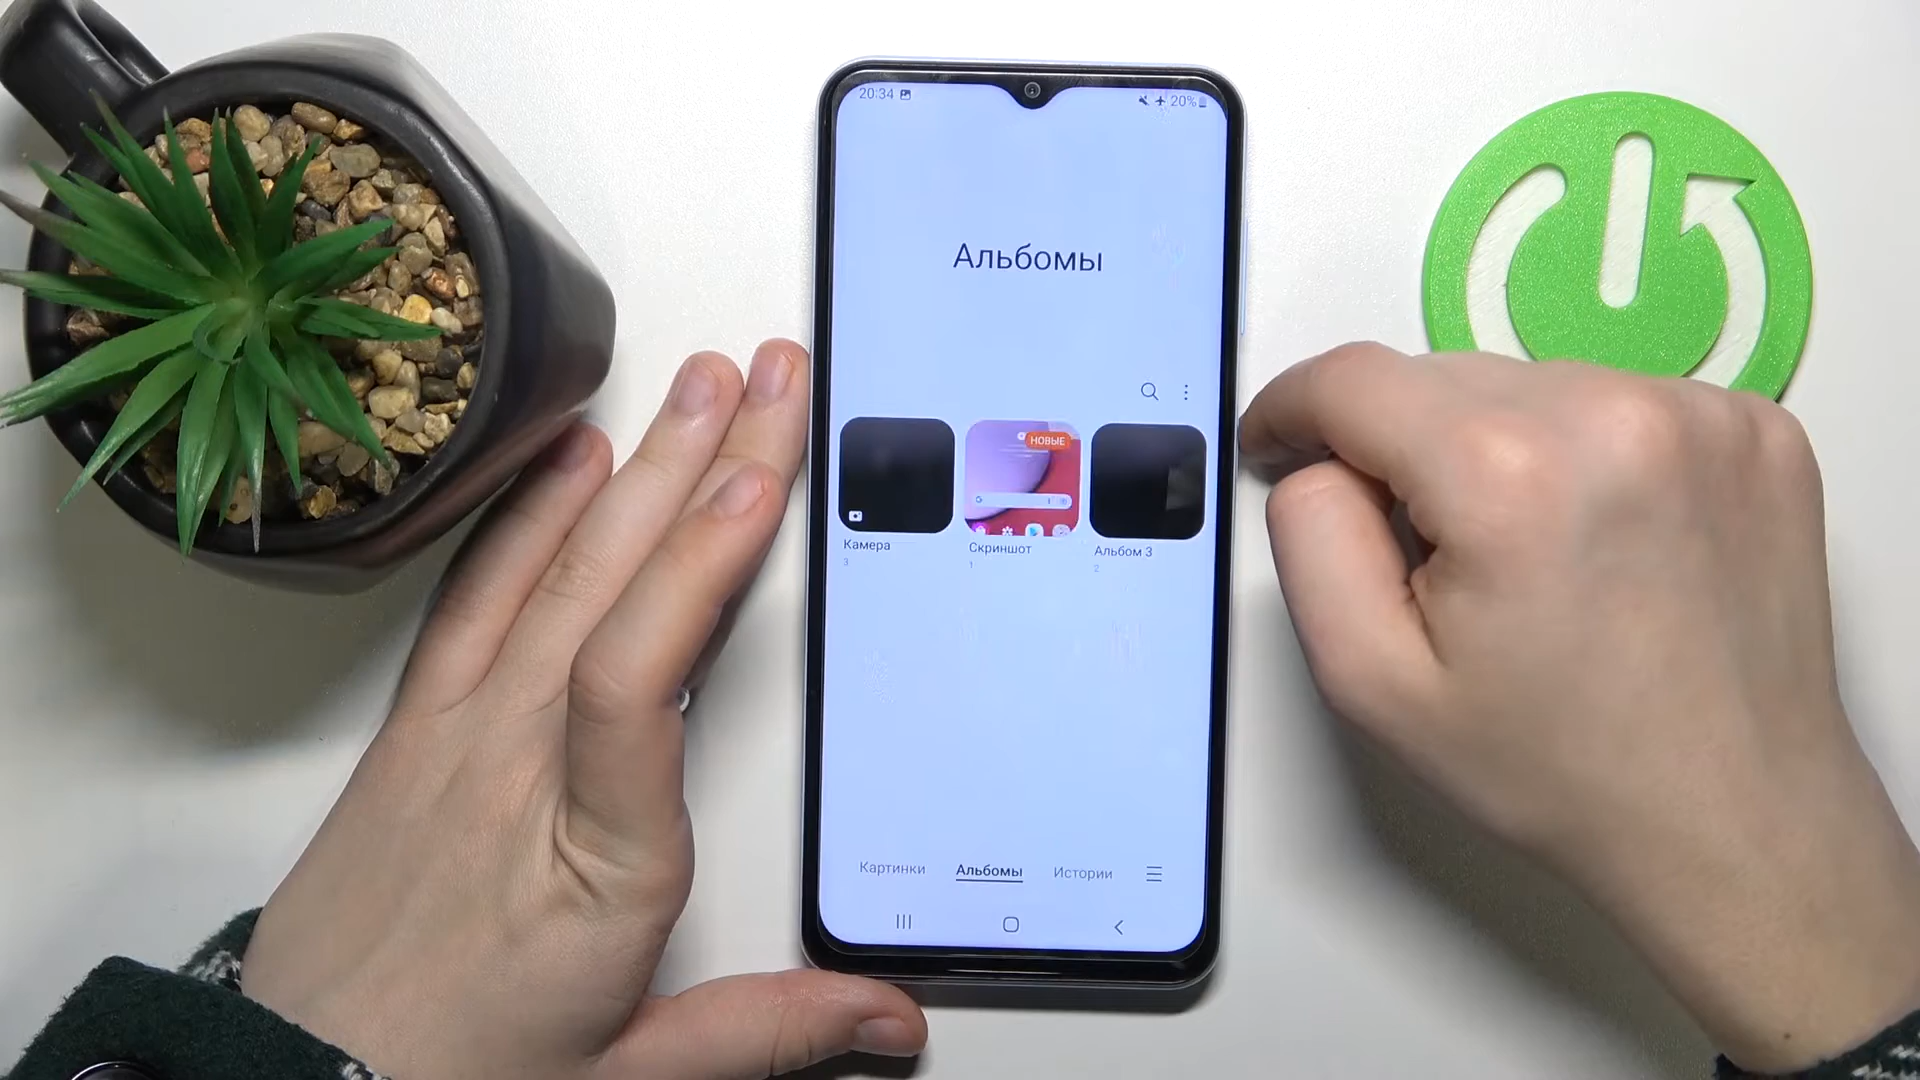 20:34
20%
Альбомы
НОВЫЕ
Камера
3
Скриншот
1
Альбом 3
2
Картинки
Альбомы
Истории